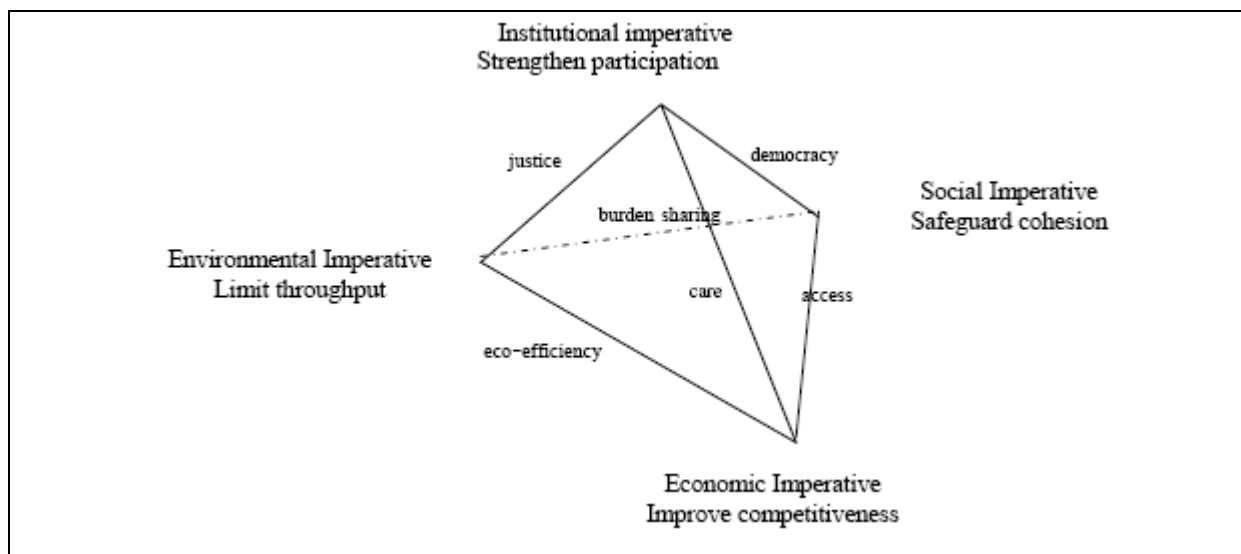 Institutional imperative
Strengthen participation
justice
democracy
Social Imperative
Safeguard cohesion
burden sharing
Environmental Imperative
Limit throughput
care
access
eco-efficiency
Economic Imperative
Improve competitiveness